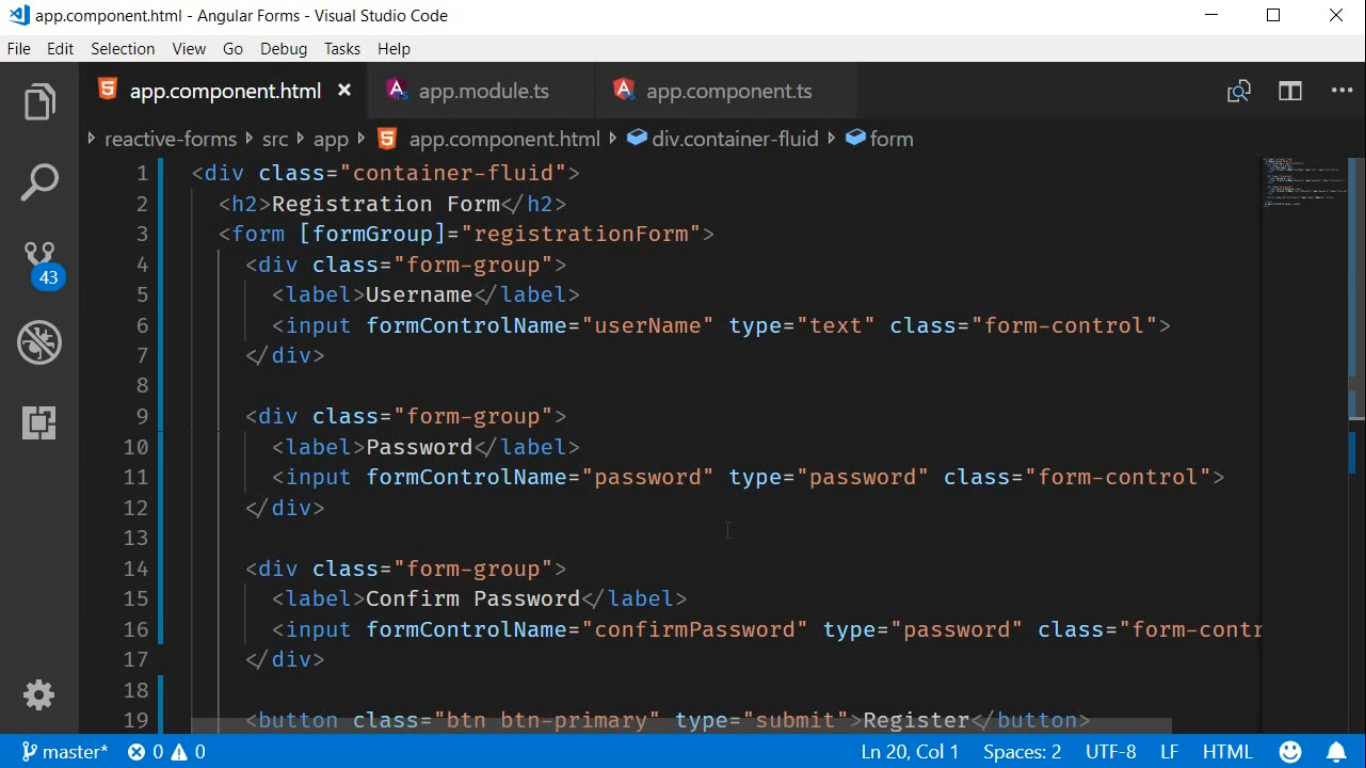 app.component.html - Angular Forms - Visual Studio Code
File Edit Selection View Go Debug Tasks Help
app.component.html app.module.ts app.component.ts
reactive-forms src app app.component.html div.container-fluid form
1 <div class="container-fluid">
2 <h2>Registration Form</h2>
3 <form [formGroup]="registrationForm">
4 <div class="form-group">
5 <label>Username</label>
6 <input formControlName="userName" type="text" class="form-control">
7 </div>
8
9 <div class="form-group">
10 <label>Password</label>
11 <input formControlName="password" type="password" class="form-control">
12 </div>
13
14 <div class="form-group">
15 <label>Confirm Password</label>
16 <input formControlName="confirmPassword" type="password" class="form-contr
17 </div>
18
19 <button class="btn btn-primary" type="submit">Register</button>
43
master* 0 0 Ln 20, Col 1 Spaces: 2 UTF-8 LF HTML